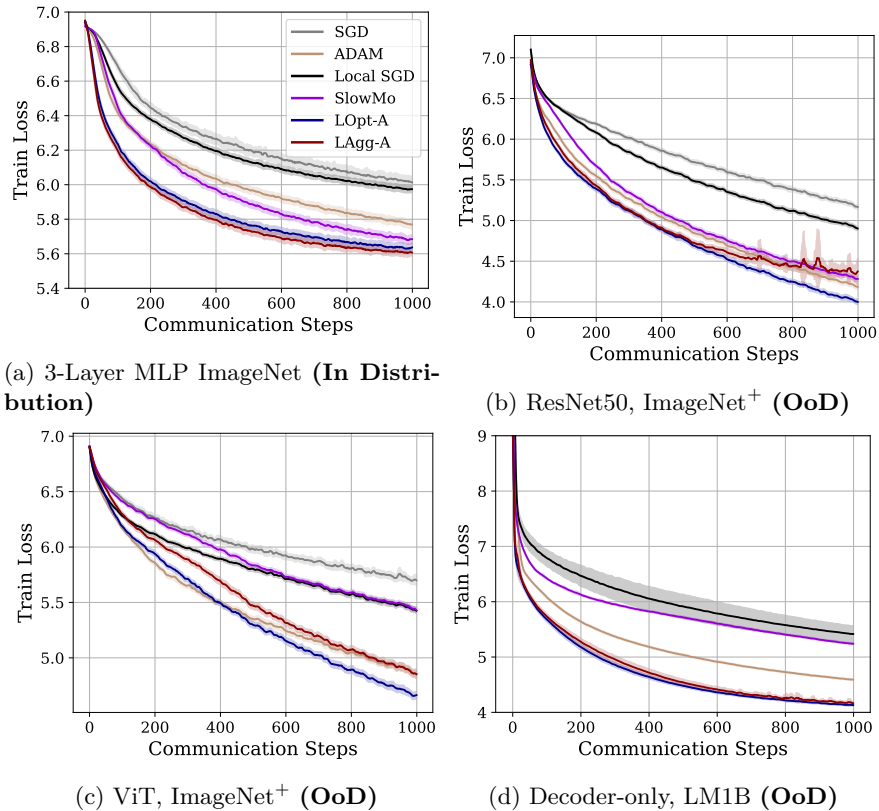 7.0
6.8
6.6
6.4
6.2
6.0
5.8
5.6
5.4
Train Loss
0
200
400
600
800
1000
Communication Steps
SGD
ADAM
Local SGD
SlowMo
LOpt-A
LAgg-A
(a) 3-Layer MLP ImageNet (In Distri-
bution)
7.0
6.5
6.0
5.5
5.0
4.5
4.0
Train Loss
0
200
400
600
800
1000
Communication Steps
(b) ResNet50, ImageNet+ (OoD)
7.0
6.5
6.0
5.5
5.0
Train Loss
0
200
400
600
800
1000
Communication Steps
(c) ViT, ImageNet+ (OoD)
9
8
7
6
5
4
Train Loss
0
200
400
600
800
1000
Communication Steps
(d) Decoder-only, LM1B (OoD)